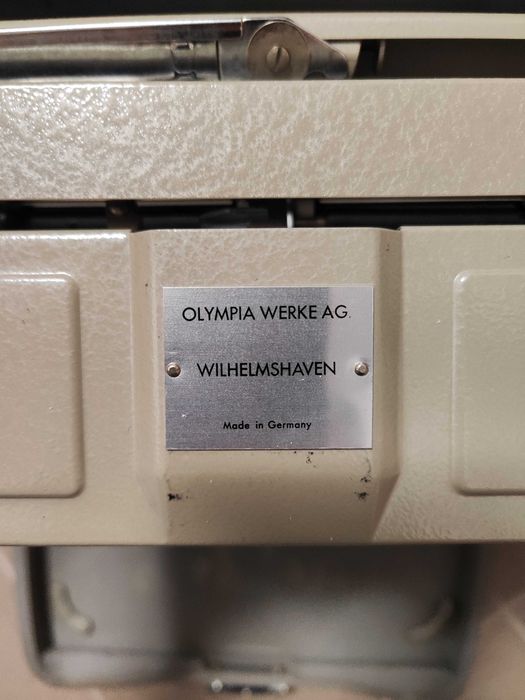 OLYMPIA WERKE AG.
WILHELMSHAVEN
Made in Germany